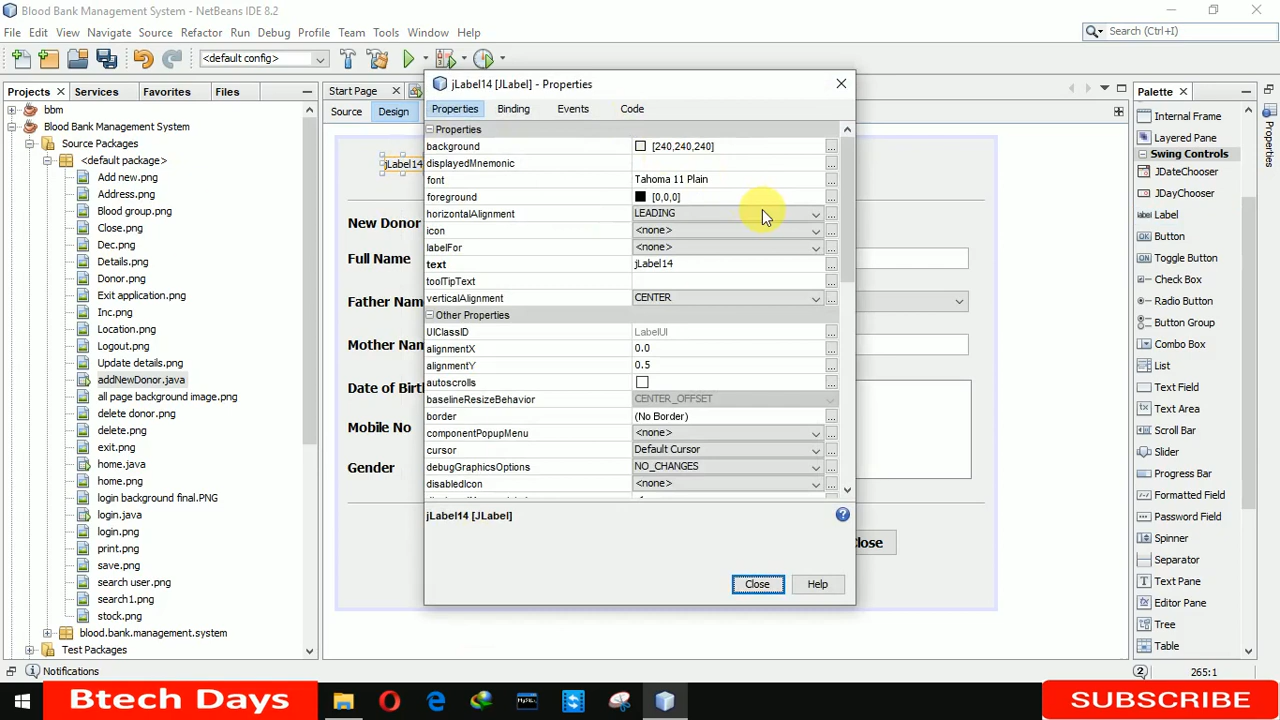 Blood Bank Management System - NetBeans IDE 8.2
File Edit View Navigate Source Refactor Run Debug Profile Team Tools Window Help
Search (Ctrl+I)
<default config>
Projects Services Favorites Files
bbm
Blood Bank Management System
Source Packages
<default package>
Add new.png
Address.png
Blood group.png
Close.png
Dec.png
Details.png
Donor.png
Exit application.png
Inc.png
Location.png
Logout.png
Update details.png
addNewDonor.java
all page background image.png
delete donor.png
delete.png
exit.png
home.java
home.png
login background final.PNG
login.java
login.png
print.png
save.png
search user.png
search1.png
stock.png
blood.bank.management.system
Test Packages
Start Page
Source Design
jLabel14
New Donor
Full Name
Father Nam
Mother Nam
Date of Birt
Mobile No
Gender
lose
jLabel14 [JLabel] - Properties
Properties Binding Events Code
Properties
background [240,240,240] ...
displayedMnemonic ...
font Tahoma 11 Plain ...
foreground [0,0,0] ...
horizontalAlignment LEADING ...
icon <none> ...
labelFor <none> ...
text jLabel14 ...
toolTipText ...
verticalAlignment CENTER ...
Other Properties
UIClassID LabelUI ...
alignmentX 0.0 ...
alignmentY 0.5 ...
autoscrolls ...
baselineResizeBehavior CENTER_OFFSET
border (No Border) ...
componentPopupMenu <none> ...
cursor Default Cursor ...
debugGraphicsOptions NO_CHANGES ...
disabledIcon <none> ...
jLabel14 [JLabel]
Close Help
Palette
Internal Frame
Layered Pane
Swing Controls
JDateChooser
JDayChooser
Label
Button
Toggle Button
Check Box
Radio Button
Button Group
Combo Box
List
Text Field
Text Area
Scroll Bar
Slider
Progress Bar
Formatted Field
Password Field
Spinner
Separator
Text Pane
Editor Pane
Tree
Table
Properties
Notifications
2 265:1
Btech Days
SUBSCRIBE